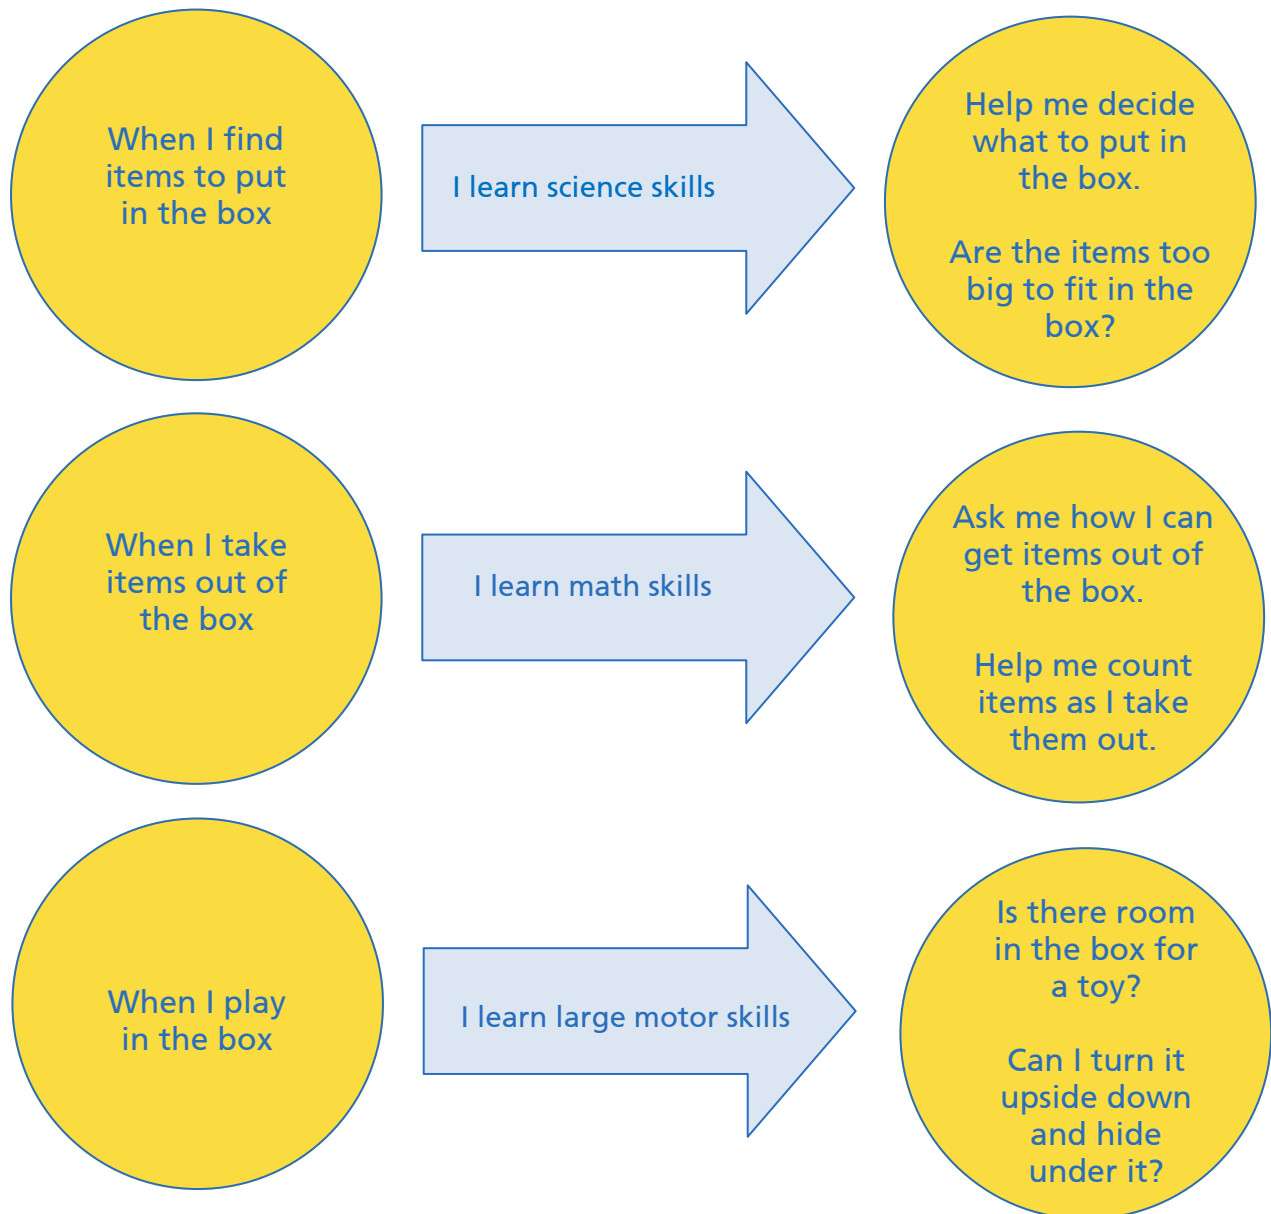 When I find
items to put
in the box
I learn science skills
Help me decide
what to put in
the box.
Are the items too
big to fit in the
box?
When I take
items out of
the box
I learn math skills
Ask me how I can
get items out of
the box.
Help me count
items as I take
them out.
When I play
in the box
I learn large motor skills
Is there room
in the box for
a toy?
Can I turn it
upside down
and hide
under it?